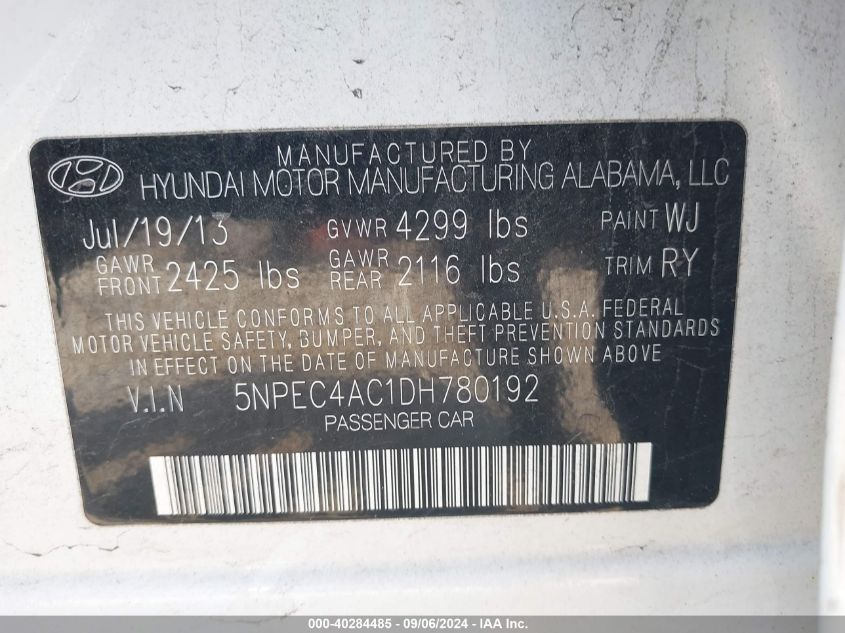 MANUFACTURED BY
HYUNDAI MOTOR MANUFACTURING ALABAMA, LLC
Jul/19/13 GVWR 4299 lbs PAINT WJ
GAWR FRONT 2425 lbs GAWR REAR 2116 lbs TRIM RY
THIS VEHICLE CONFORMS TO ALL APPLICABLE U.S.A. FEDERAL
MOTOR VEHICLE SAFETY, BUMPER, AND THEFT PREVENTION STANDARDS
IN EFFECT ON THE DATE OF MANUFACTURE SHOWN ABOVE
V.I.N 5NPEC4AC1DH780192
PASSENGER CAR
000-40284485 - 09/06/2024 - IAA Inc.